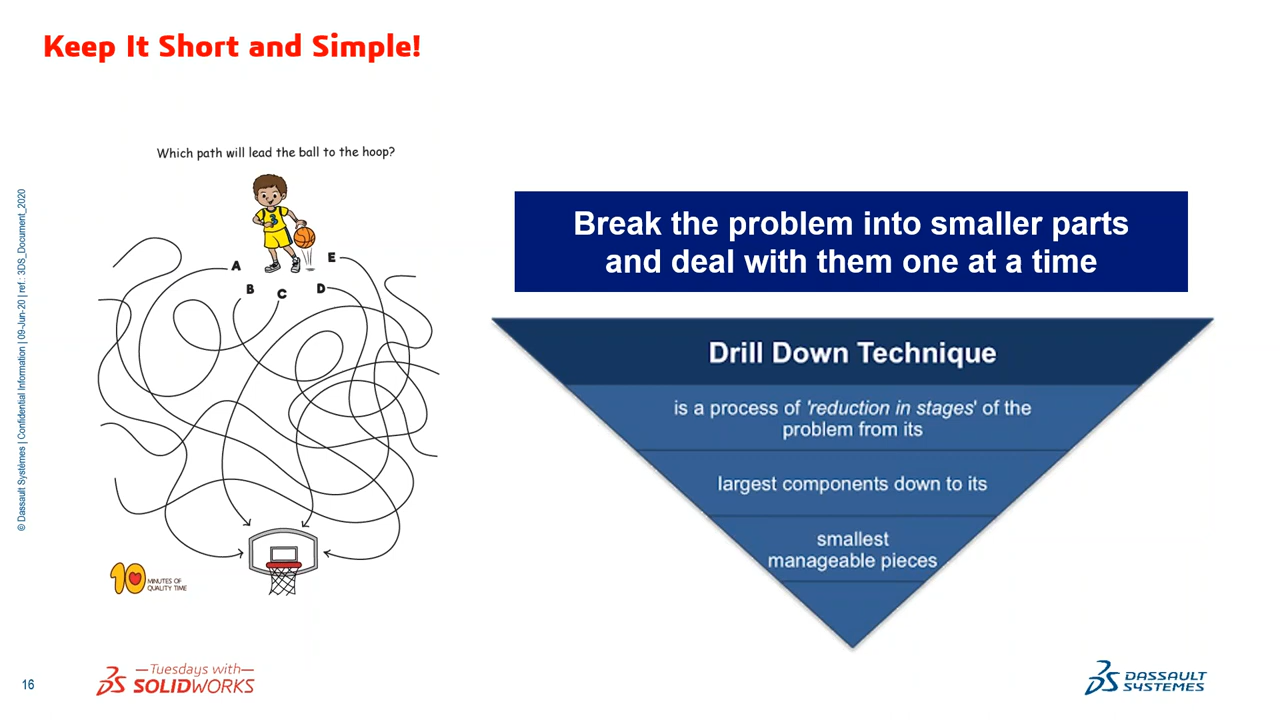 Keep It Short and Simple!
Which path will lead the ball to the hoop?
3
A
E
B
C
D
10
MINUTES OF
QUALITY TIME
Break the problem into smaller parts
and deal with them one at a time
Drill Down Technique
is a process of 'reduction in stages' of the
problem from its
largest components down to its
smallest
manageable pieces
© Dassault Systèmes | Confidential Information | 09-Jun-20 | ref.: 3DS_Document_2020
16
Tuesdays with
SOLIDWORKS
DASSAULT
SYSTEMES